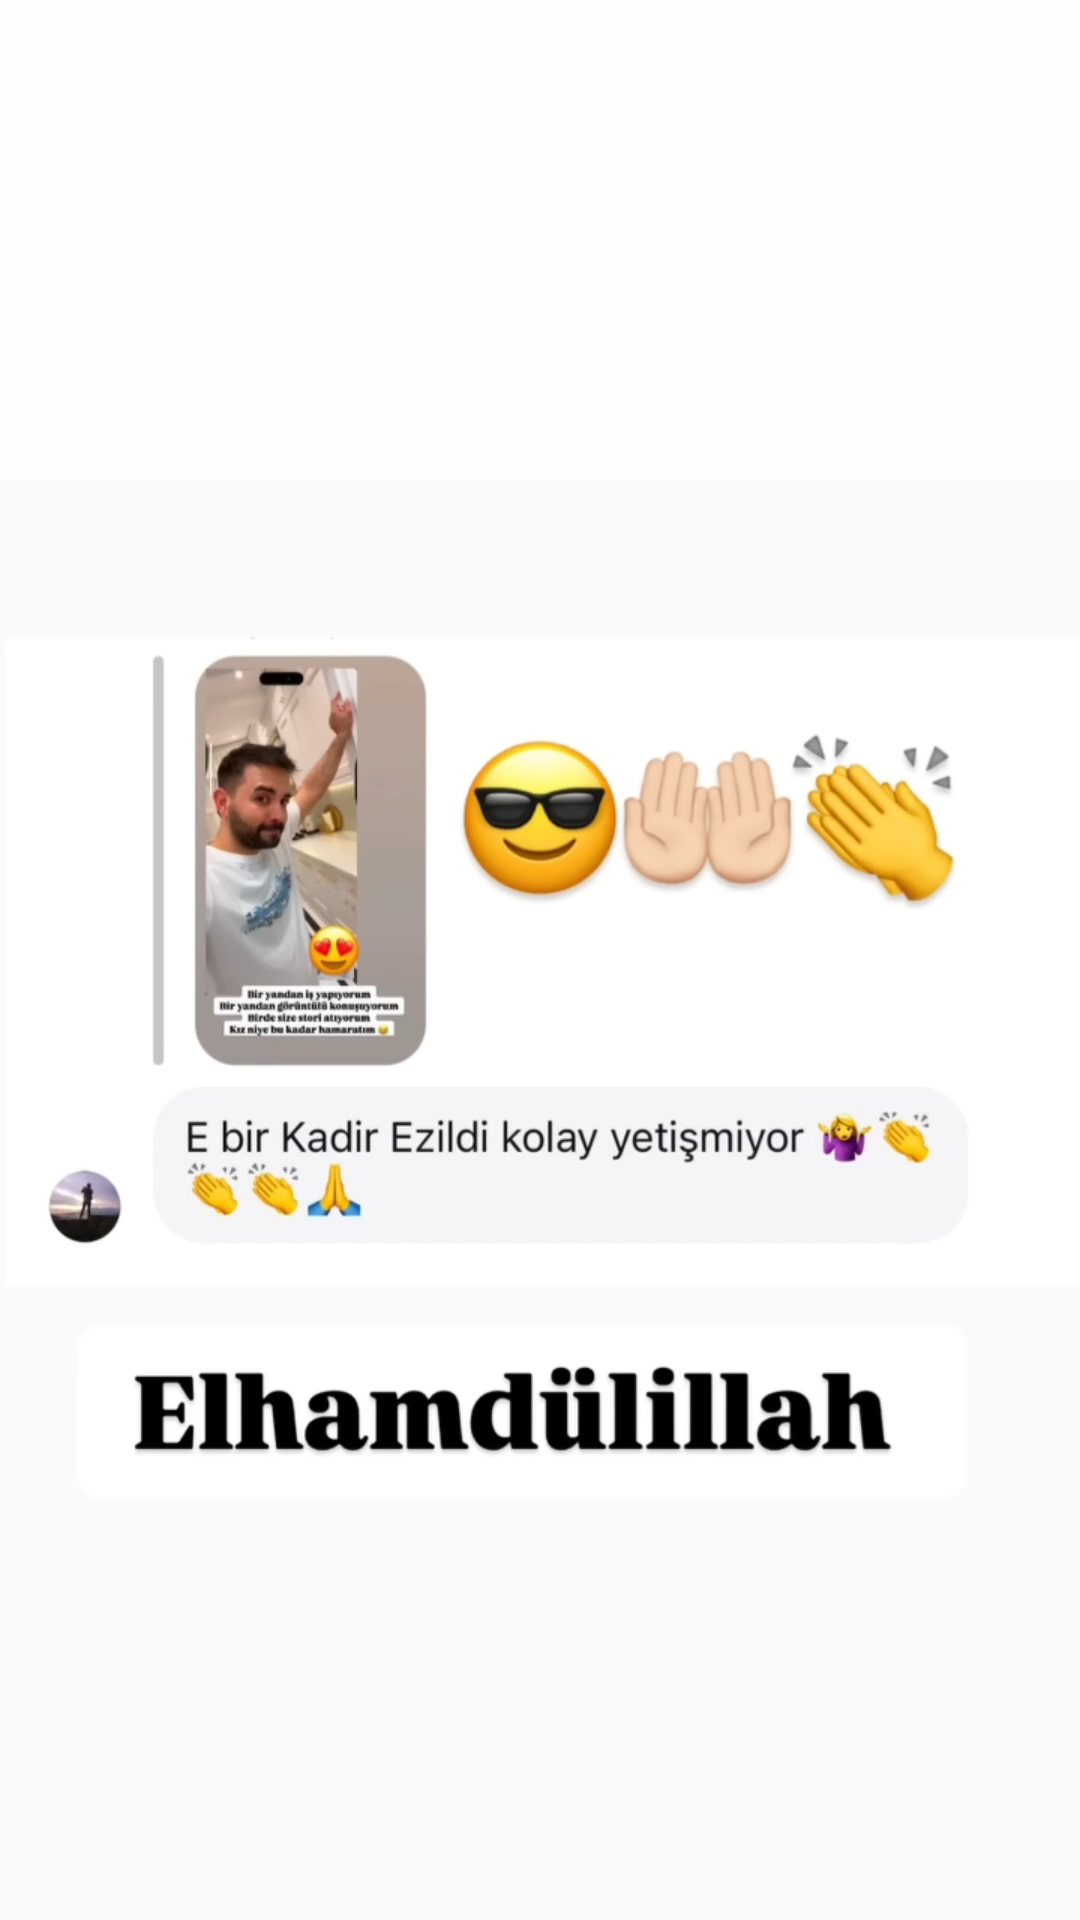 Bir yandan iş yapıyorum
Bir yandan görüntülü konuşuyorum
Birde size stori atıyorum
Kız niye bu kadar hamaratım 😂
E bir Kadir Ezildi kolay yetişmiyor 🤷‍♀️👏
👏👏🙏
Elhamdülillah